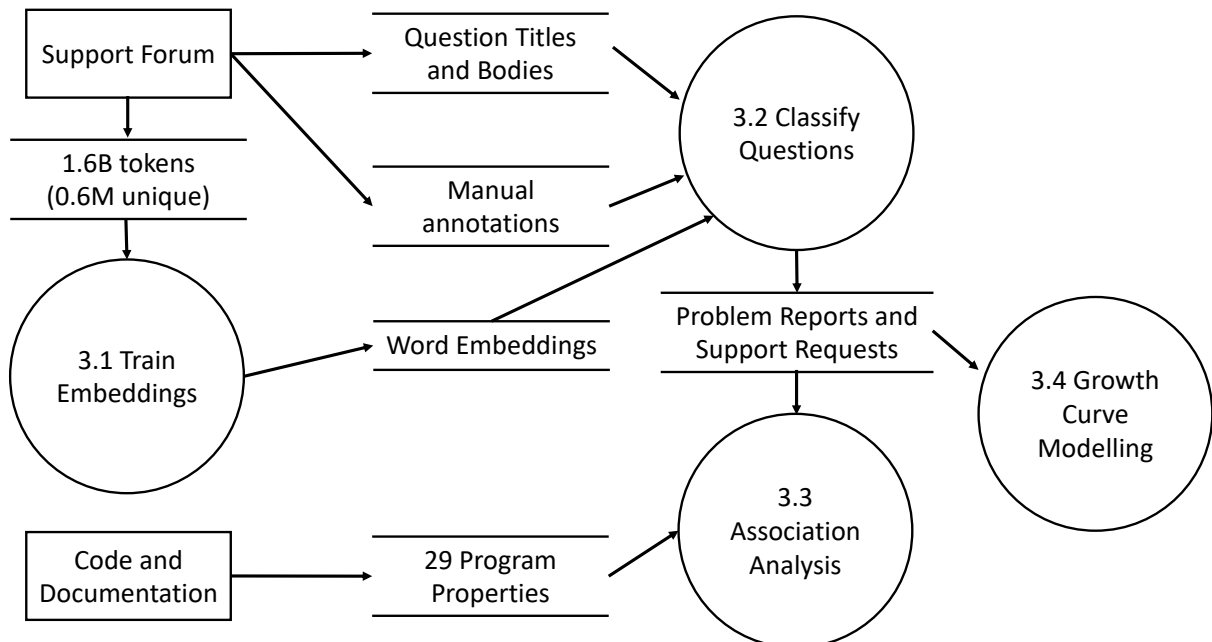 Support Forum
Question Titles
and Bodies
3.2 Classify
Questions
1.6B tokens
(0.6M unique)
Manual
annotations
3.1 Train
Embeddings
Word Embeddings
Problem Reports and
Support Requests
3.4 Growth
Curve
Modelling
3.3
Association
Analysis
Code and
Documentation
29 Program
Properties